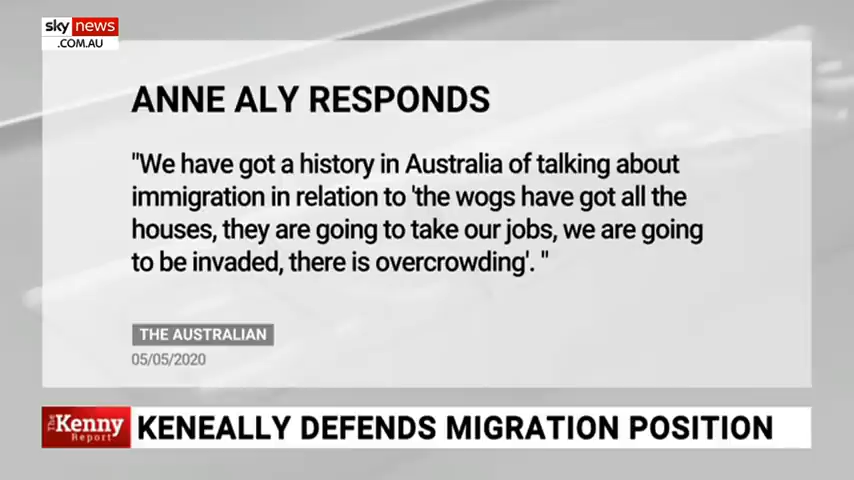 sky news
.COM.AU
ANNE ALY RESPONDS
"We have got a history in Australia of talking about
immigration in relation to 'the wogs have got all the
houses, they are going to take our jobs, we are going
to be invaded, there is overcrowding'. "
THE AUSTRALIAN
05/05/2020
The Kenny Report
KENEALLY DEFENDS MIGRATION POSITION